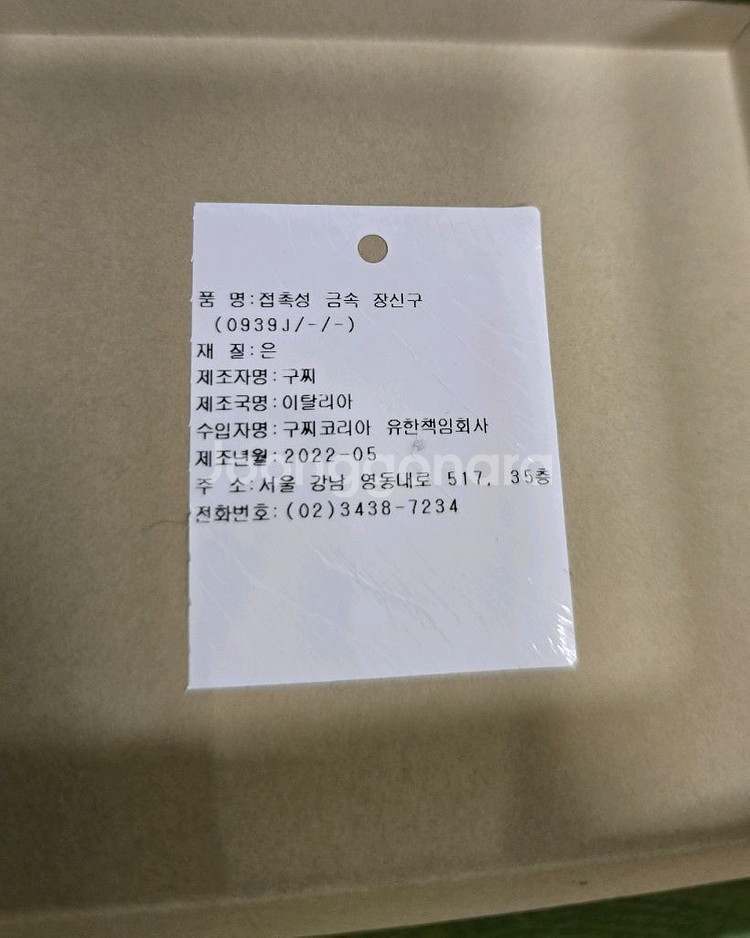 품 명:접촉성 금속 장신구
(0939J/-/-)
재 질:은
제조자명:구찌
제조국명:이탈리아
수입자명:구찌코리아 유한책임회사
제조년월:2022-05
주 소:서울 강남 영동대로 517, 35층
전화번호:(02)3438-7234
Joonggonara